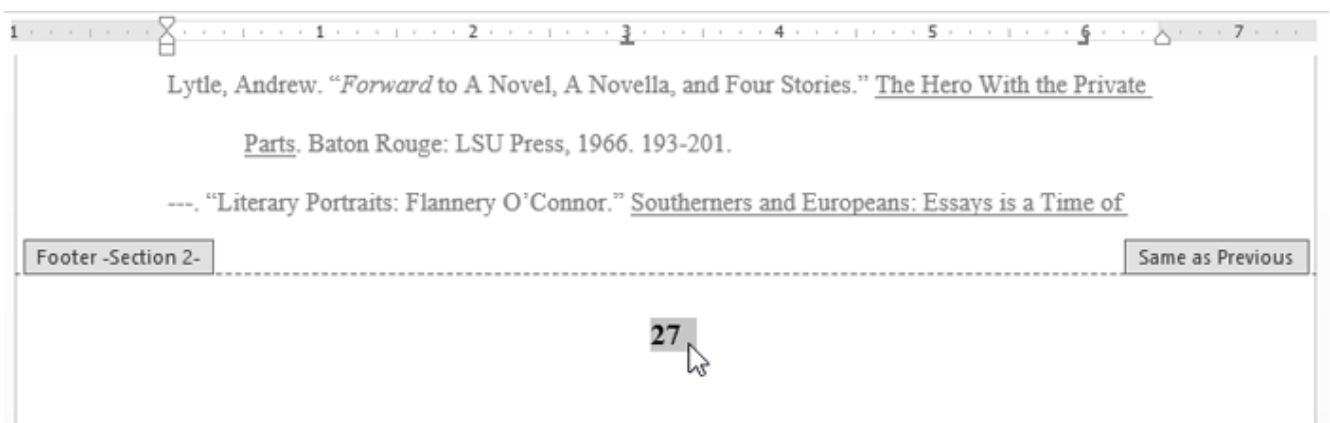 1 1 2 3 4 5 6 7
Lytle, Andrew. “Forward to A Novel, A Novella, and Four Stories.” The Hero With the Private
Parts. Baton Rouge: LSU Press, 1966. 193-201.
---. “Literary Portraits: Flannery O’Connor.” Southerners and Europeans: Essays is a Time of
Footer -Section 2- Same as Previous
27